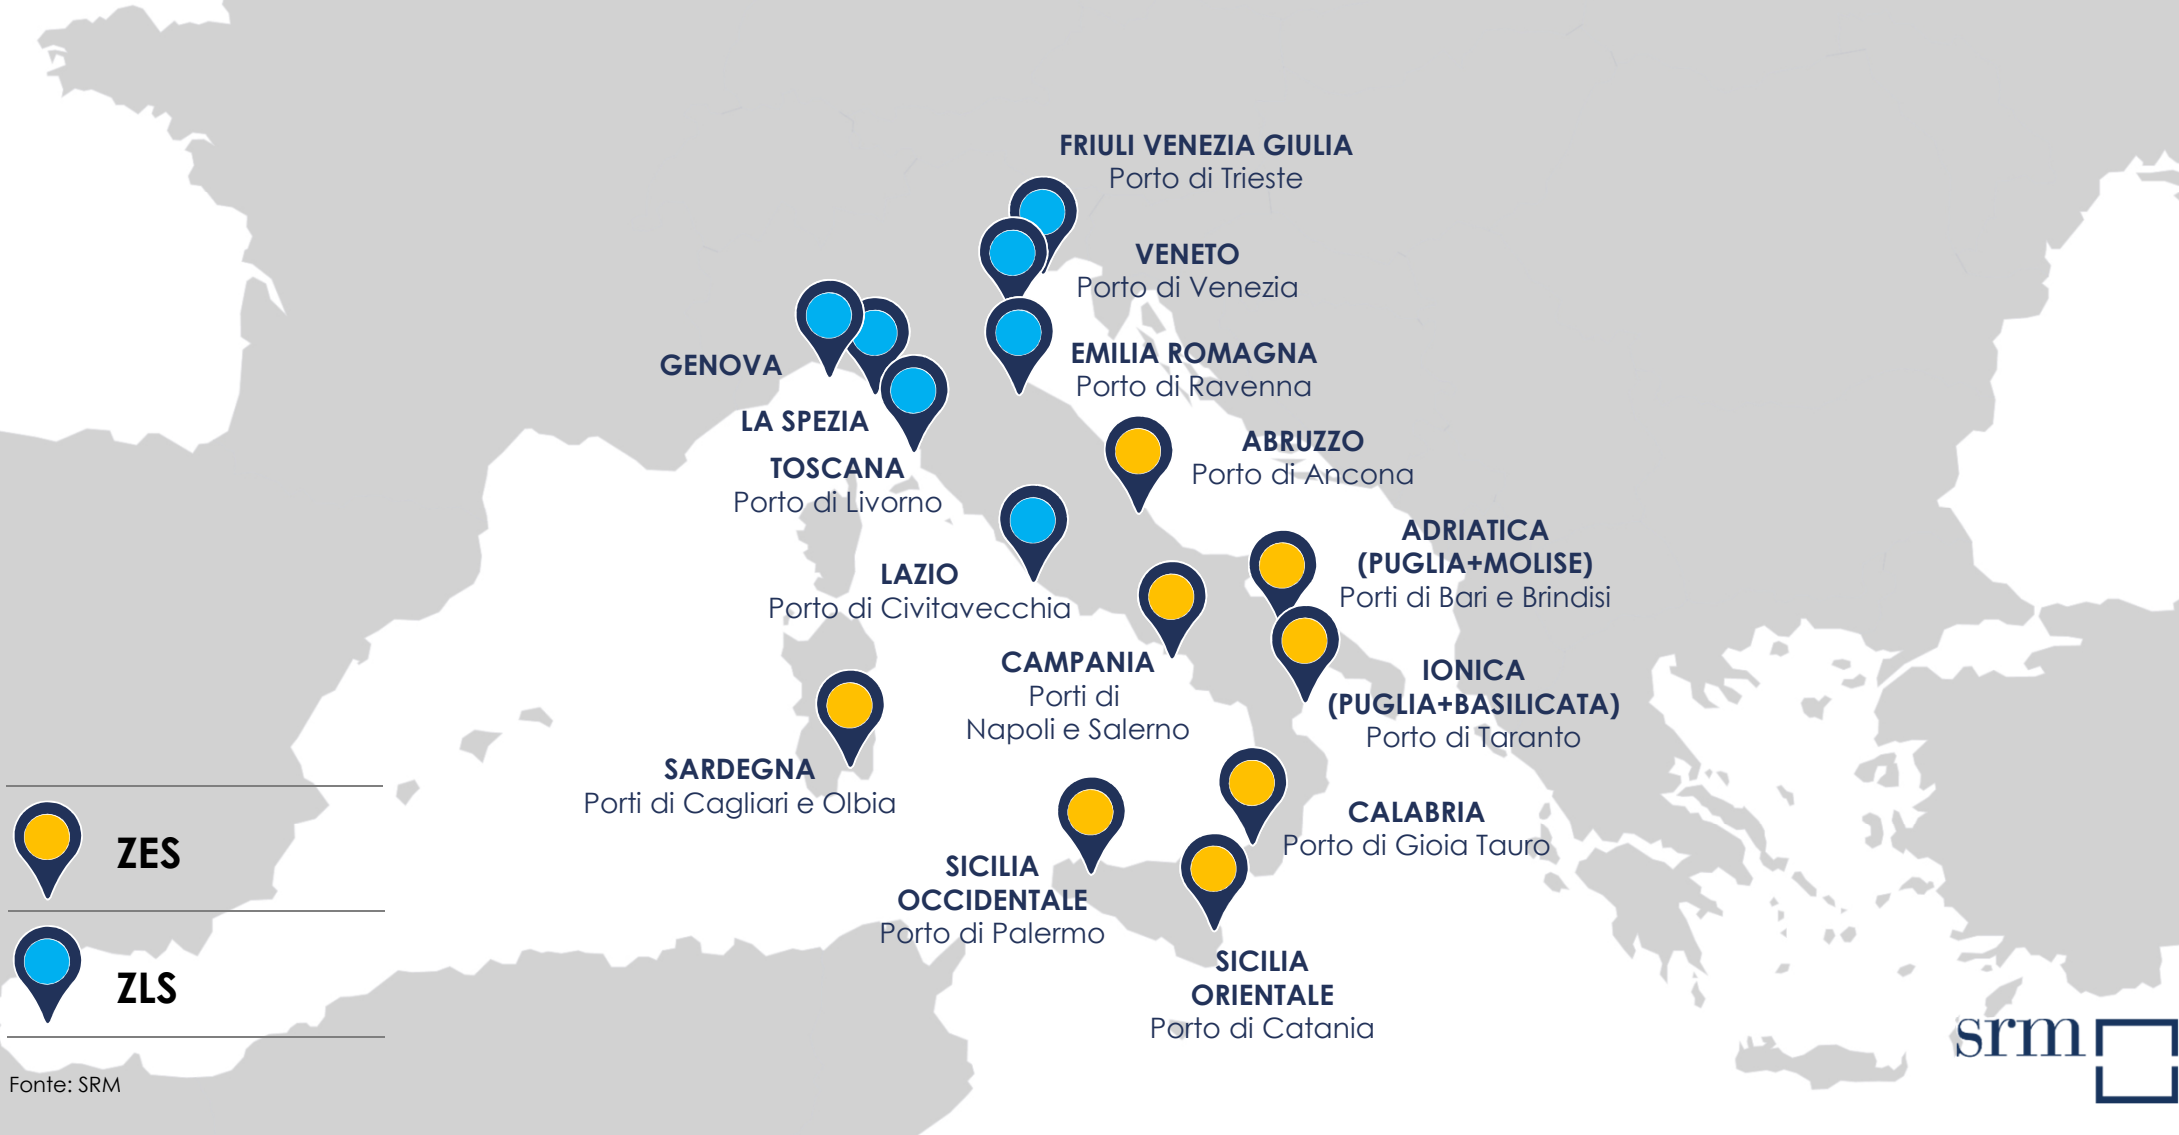 FRIULI VENEZIA GIULIA
Porto di Trieste
VENETO
Porto di Venezia
GENOVA
EMILIA ROMAGNA
Porto di Ravenna
LA SPEZIA
TOSCANA
Porto di Livorno
ABRUZZO
Porto di Ancona
ADRIATICA
(PUGLIA+MOLISE)
Porti di Bari e Brindisi
LAZIO
Porto di Civitavecchia
CAMPANIA
Porti di
Napoli e Salerno
IONICA
(PUGLIA+BASILICATA)
Porto di Taranto
SARDEGNA
Porti di Cagliari e Olbia
CALABRIA
Porto di Gioia Tauro
SICILIA
OCCIDENTALE
Porto di Palermo
SICILIA
ORIENTALE
Porto di Catania
ZES
ZLS
Fonte: SRM
srm